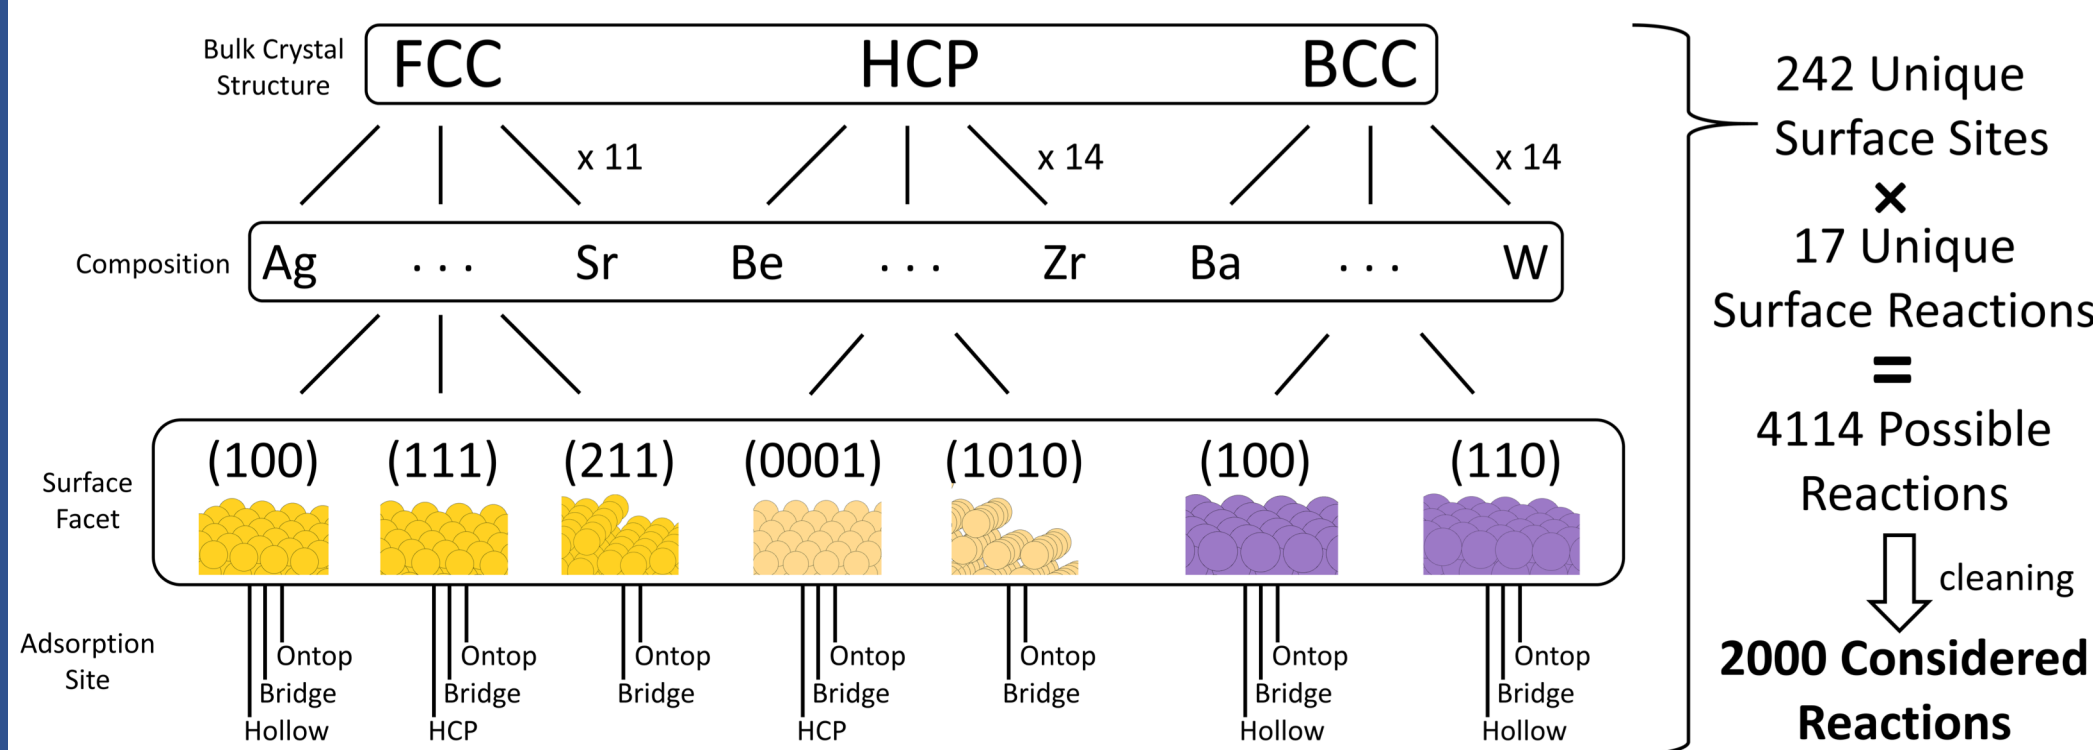 Bulk Crystal
Structure
FCC HCP BCC
x 11 x 14 x 14
Composition
Ag . . . Sr Be . . . Zr Ba . . . W
Surface
Facet
(100) (111) (211) (0001) (1010) (100) (110)
Adsorption
Site
Ontop Ontop Ontop Ontop Ontop Ontop Ontop
Bridge Bridge Bridge Bridge Bridge Bridge Bridge
Hollow HCP HCP Hollow Hollow
242 Unique
Surface Sites
×
17 Unique
Surface Reactions
=
4114 Possible
Reactions
cleaning
2000 Considered
Reactions